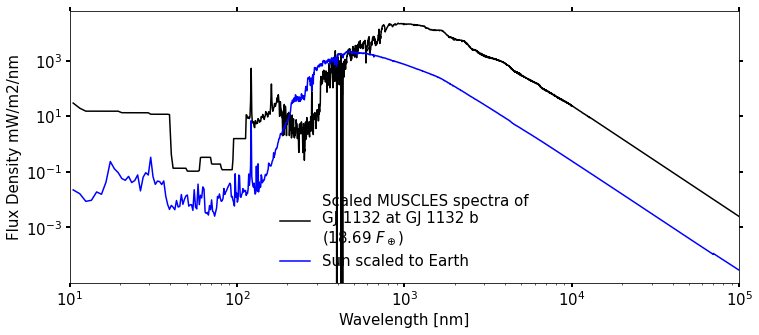 Flux Density mW/m2/nm
10³
10¹
10⁻¹
10⁻³
Scaled MUSCLES spectra of
GJ 1132 at GJ 1132 b
(18.69 F⊕)
Sun scaled to Earth
10¹ 10² 10³ 10⁴ 10⁵
Wavelength [nm]